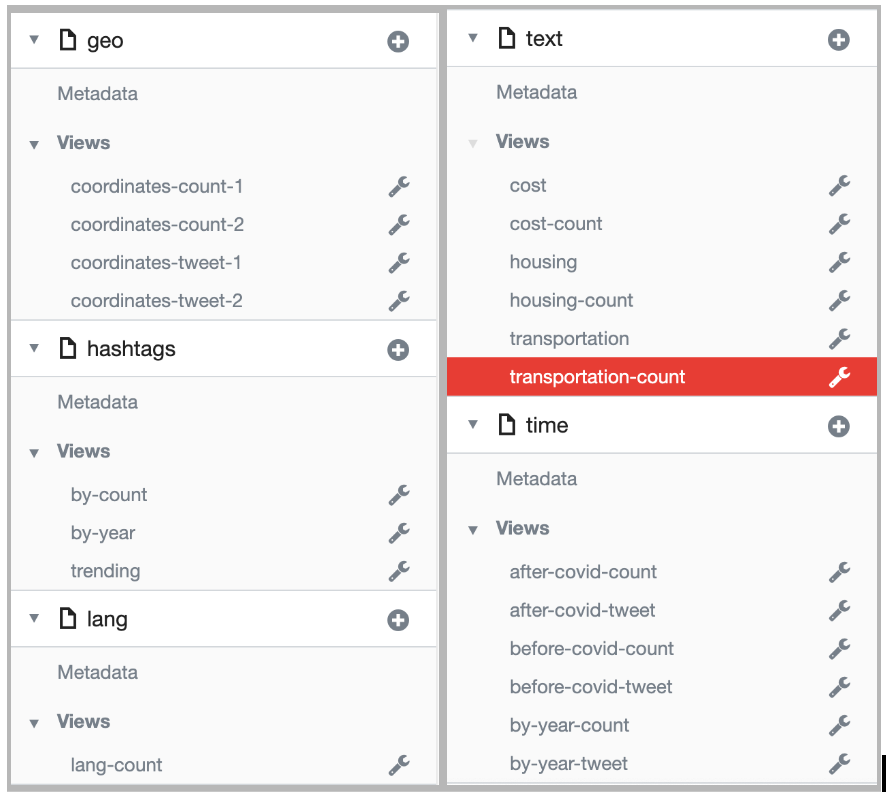 geo
Metadata
Views
coordinates-count-1
coordinates-count-2
coordinates-tweet-1
coordinates-tweet-2
hashtags
Metadata
Views
by-count
by-year
trending
lang
Metadata
Views
lang-count
text
Metadata
Views
cost
cost-count
housing
housing-count
transportation
transportation-count
time
Metadata
Views
after-covid-count
after-covid-tweet
before-covid-count
before-covid-tweet
by-year-count
by-year-tweet